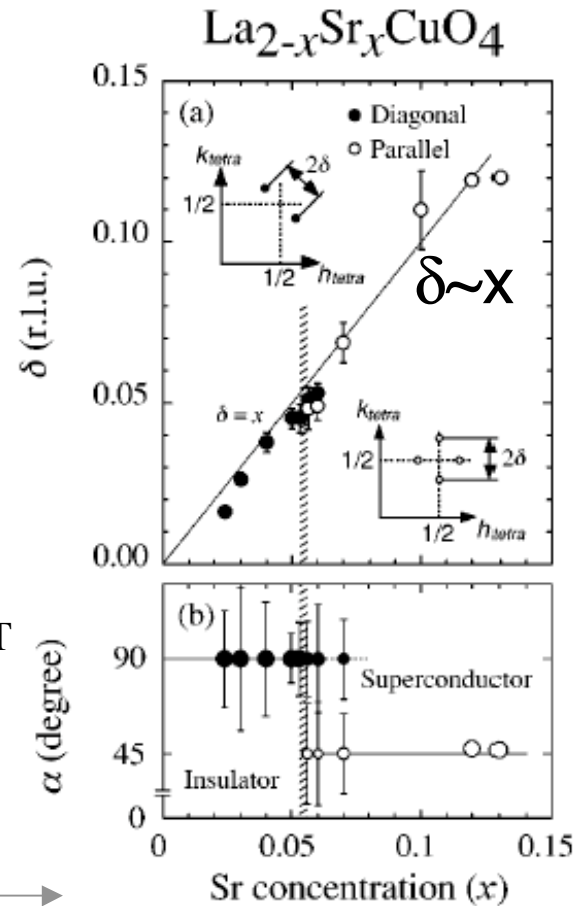 La2-xSrxCuO4
0.15
(a)
● Diagonal
○ Parallel
ktetra
2δ
1/2
1/2
htetra
0.10
δ~x
δ (r.l.u.)
0.05
δ = x
ktetra
1/2
2δ
1/2
htetra
0.00
(b)
T
90
Superconductor
α (degree)
45
Insulator
0
0
0.05
0.1
0.15
Sr concentration (x)